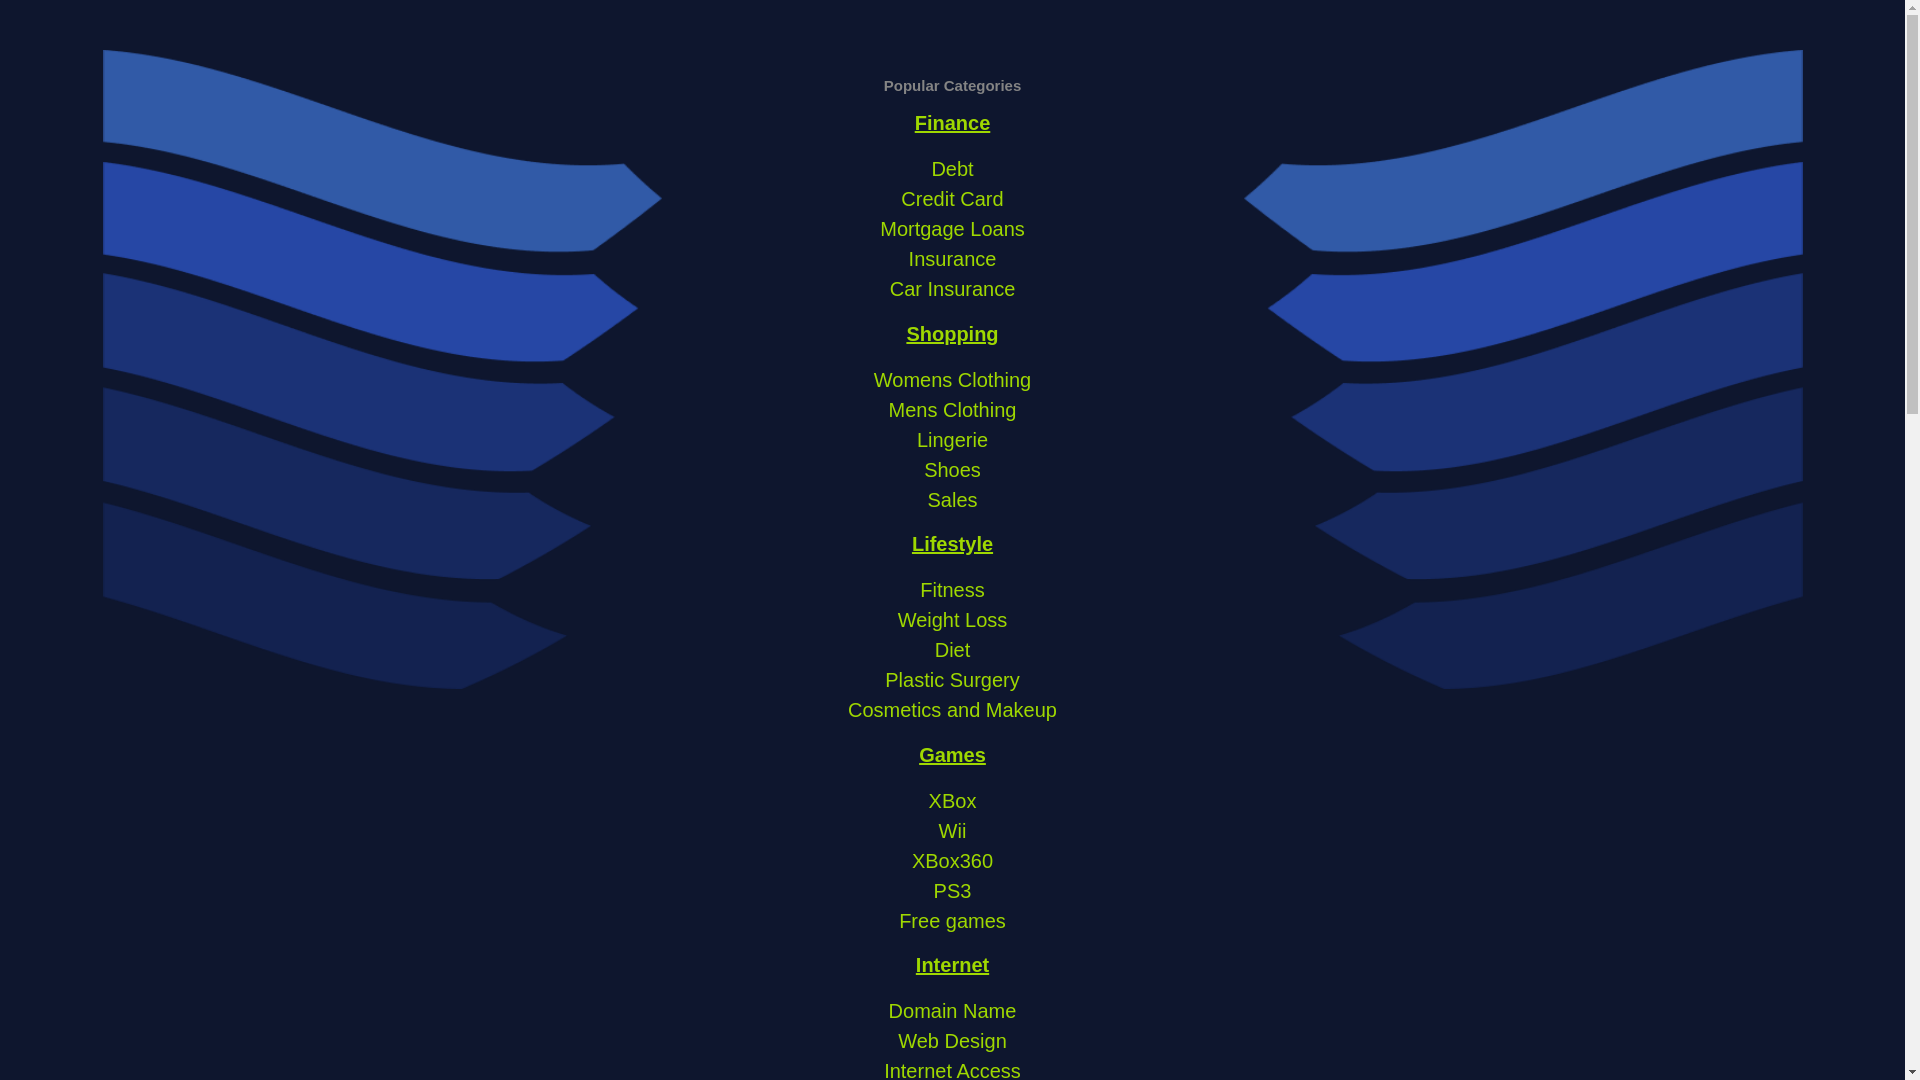 Popular Categories
Finance
Debt
Credit Card
Mortgage Loans
Insurance
Car Insurance
Shopping
Womens Clothing
Mens Clothing
Lingerie
Shoes
Sales
Lifestyle
Fitness
Weight Loss
Diet
Plastic Surgery
Cosmetics and Makeup
Games
XBox
Wii
XBox360
PS3
Free games
Internet
Domain Name
Web Design
Internet Access